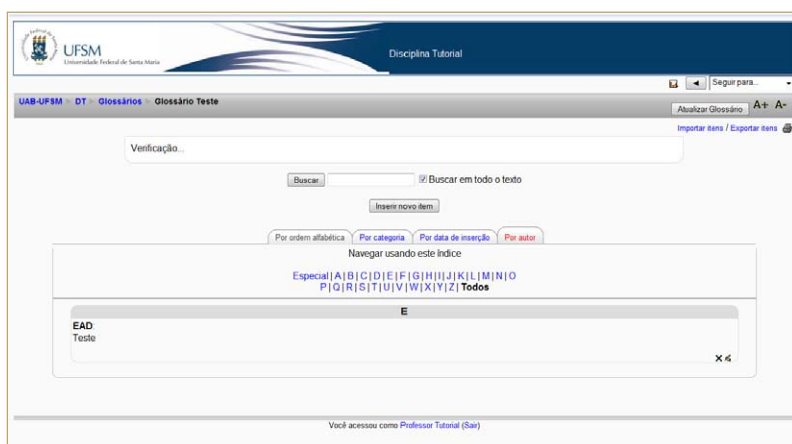 UFSM
Universidade Federal de Santa Maria
Disciplina Tutorial
Seguir para...
UAB-UFSM ► DT ► Glossários ► Glossário Teste
Atualizar Glossário A+ A-
Importar itens / Exportar itens
Verificação...
Buscar Buscar em todo o texto
Inserir novo item
Por ordem alfabética Por categoria Por data de inserção Por autor
Navegar usando este índice
Especial | A | B | C | D | E | F | G | H | I | J | K | L | M | N | O
P | Q | R | S | T | U | V | W | X | Y | Z | Todos
E
EAD:
Teste
Você acessou como Professor Tutorial (Sair)